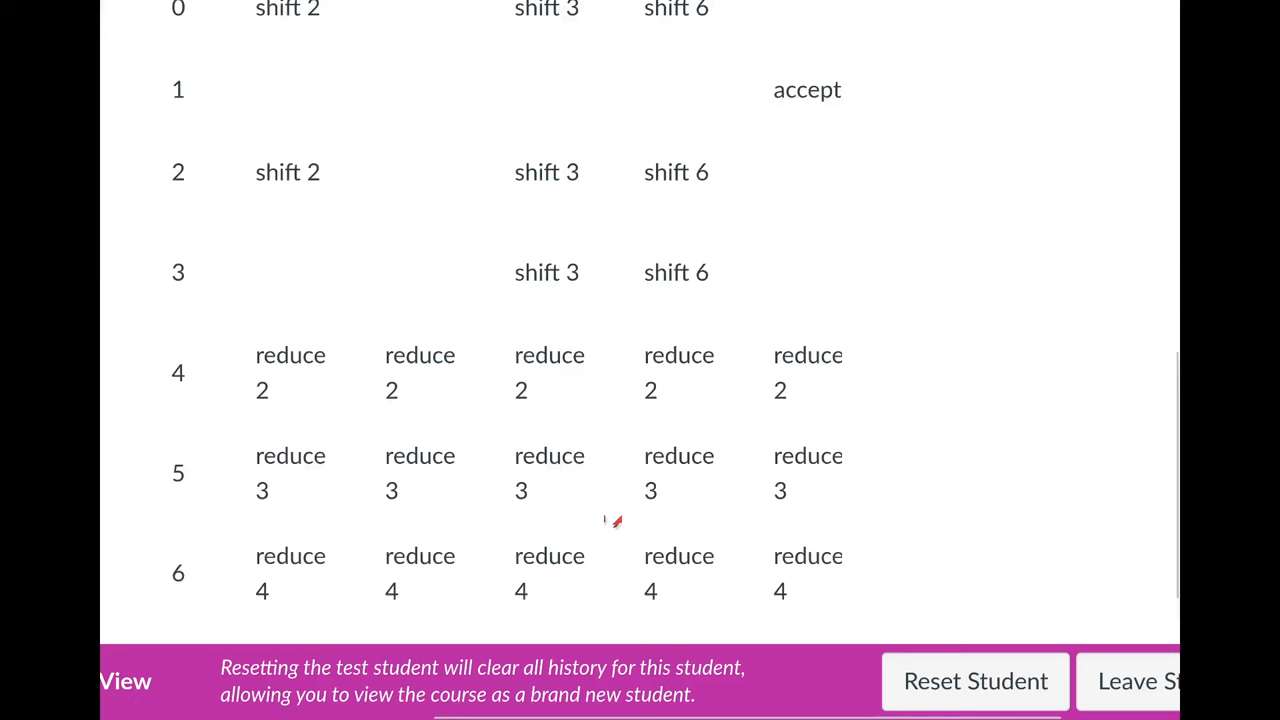 0 shift 2 shift 3 shift 6
1 accept
2 shift 2 shift 3 shift 6
3 shift 3 shift 6
4 reduce 2 reduce 2 reduce 2 reduce 2 reduce 2
5 reduce 3 reduce 3 reduce 3 reduce 3 reduce 3
6 reduce 4 reduce 4 reduce 4 reduce 4 reduce 4
View
Resetting the test student will clear all history for this student,
allowing you to view the course as a brand new student.
Reset Student
Leave St